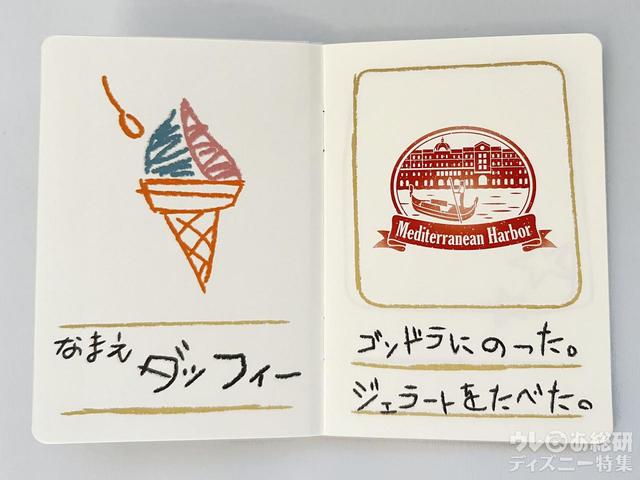 なまえ ダッフィー
Mediterranean Harbor
ゴンドラにのった。
ジェラートをたべた。
ウレぴあ総研
ディズニー特集